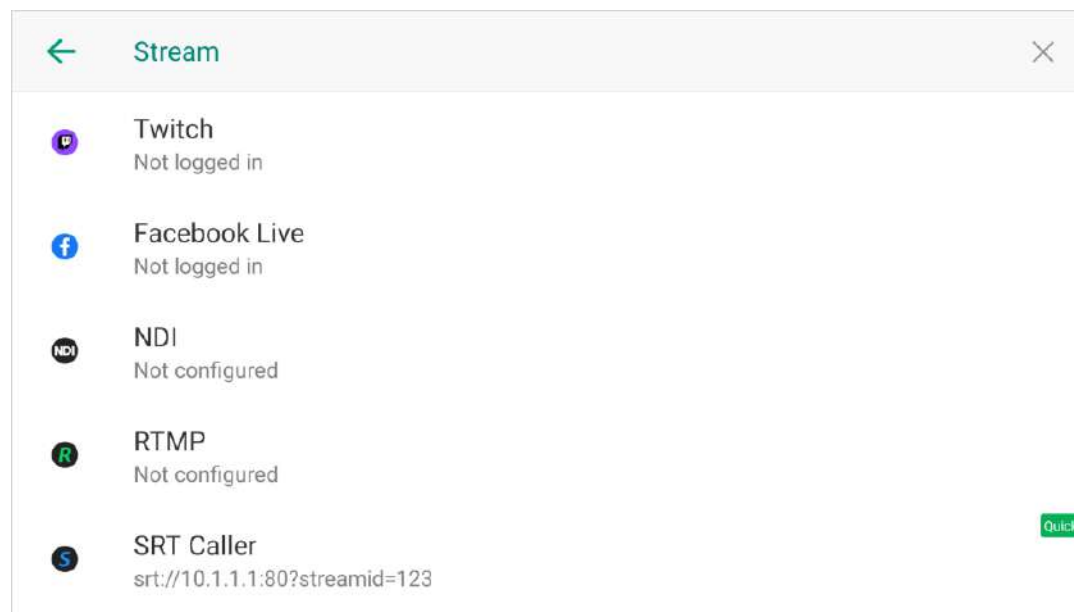 Stream
Twitch
Not logged in
Facebook Live
Not logged in
NDI
NDI
Not configured
R
RTMP
Not configured
Quick
S
SRT Caller
srt://10.1.1.1:80?streamid=123